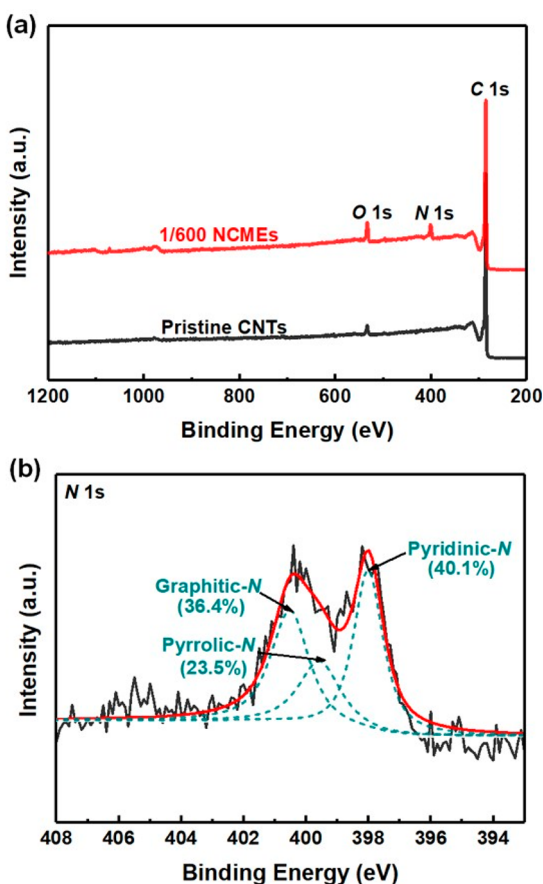 (a)
C 1s
O 1s
N 1s
1/600 NCMEs
Pristine CNTs
Intensity (a.u.)
1200
1000
800
600
400
200
Binding Energy (eV)
(b)
N 1s
Pyridinic-N
(40.1%)
Graphitic-N
(36.4%)
Pyrrolic-N
(23.5%)
Intensity (a.u.)
408
406
404
402
400
398
396
394
Binding Energy (eV)